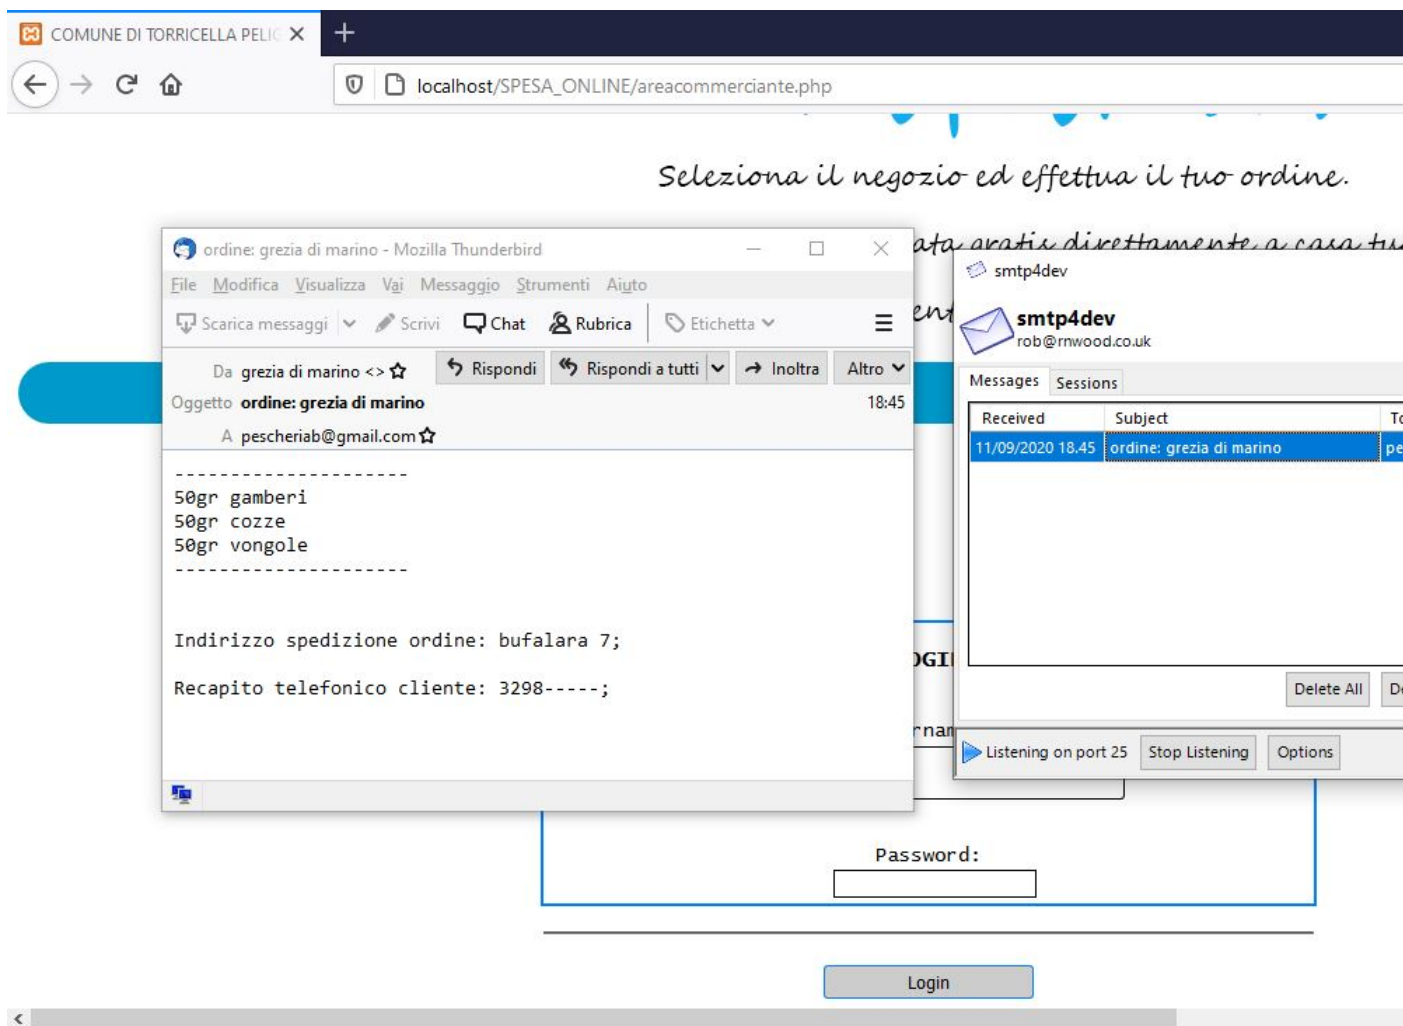 COMUNE DI TORRICELLA PELIG
localhost/SPESA_ONLINE/areacommerciante.php
Seleziona il negozio ed effettua il tuo ordine.
gratis direttamente a casa
ordine: grezia di marino - Mozilla Thunderbird
File Modifica Visualizza Vai Messaggio Strumenti Aiuto
Scarica messaggi Scrivi Chat Rubrica Etichetta
Da grezia di marino <> Rispondi Rispondi a tutti Inoltra Altro
Oggetto ordine: grezia di marino 18:45
A pescheriab@gmail.com
---------------------
50gr gamberi
50gr cozze
50gr vongole
---------------------
Indirizzo spedizione ordine: bufalara 7;
Recapito telefonico cliente: 3298-----;
smtp4dev
smtp4dev
rob@rnwood.co.uk
Messages Sessions
Received Subject
11/09/2020 18.45 ordine: grezia di marino
Delete All
Listening on port 25 Stop Listening Options
Password:
Login